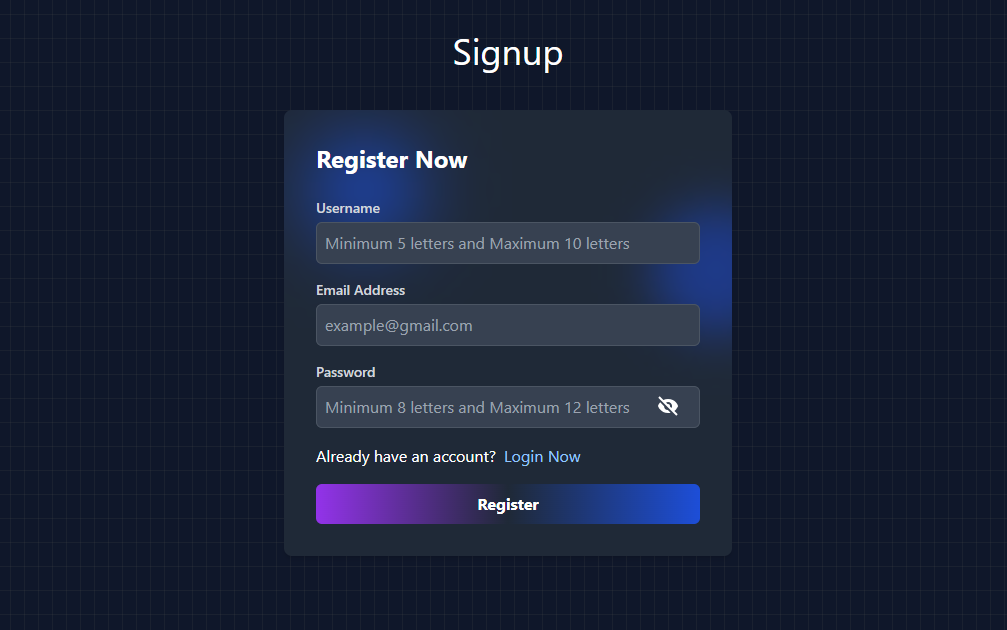 Signup
Register Now
Username
Minimum 5 letters and Maximum 10 letters
Email Address
example@gmail.com
Password
Minimum 8 letters and Maximum 12 letters
Already have an account? Login Now
Register